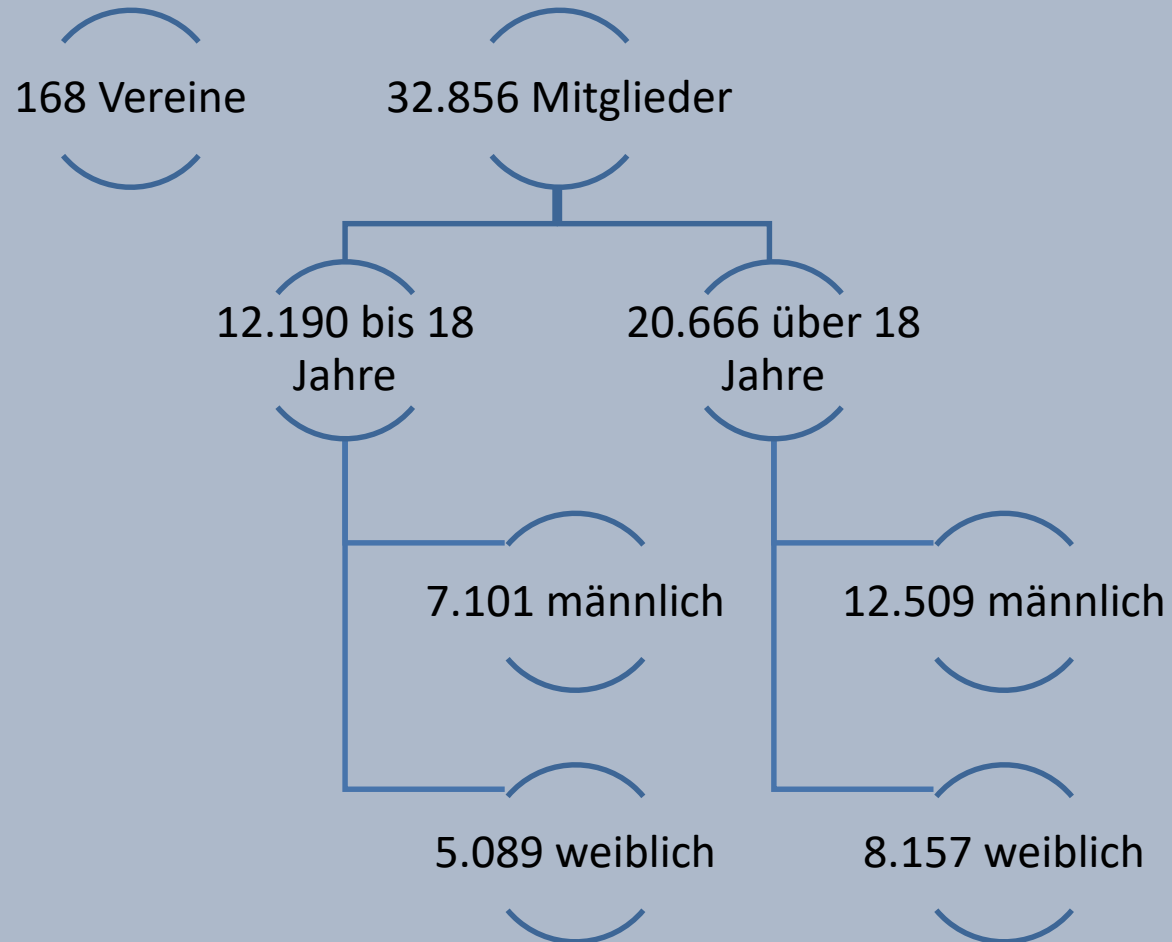 168 Vereine
32.856 Mitglieder
12.190 bis 18
Jahre
20.666 über 18
Jahre
7.101 männlich
12.509 männlich
5.089 weiblich
8.157 weiblich